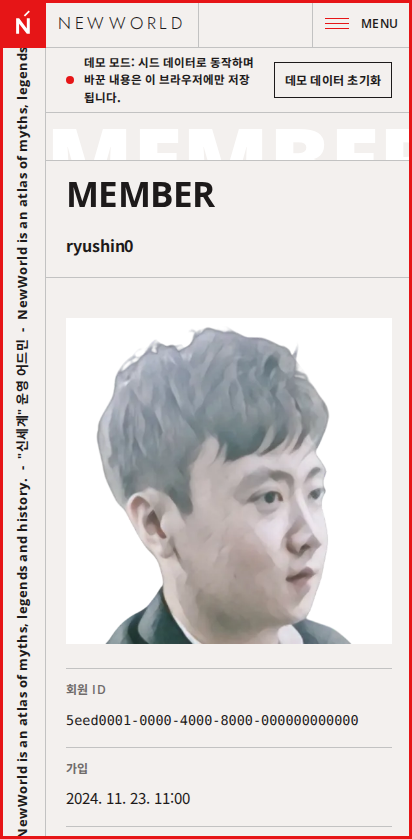 Ń
NEWWORLD
MENU
데모 모드: 시드 데이터로 동작하며
바꾼 내용은 이 브라우저에만 저장
됩니다.
데모 데이터 초기화
MEMBER
MEMBER
ryushin0
회원 ID
5eed0001-0000-4000-8000-000000000000
가입
2024. 11. 23. 11:00
NewWorld is an atlas of myths, legends and history. - "신세계" 운영 어드민 - NewWorld is an atlas of myths, legends